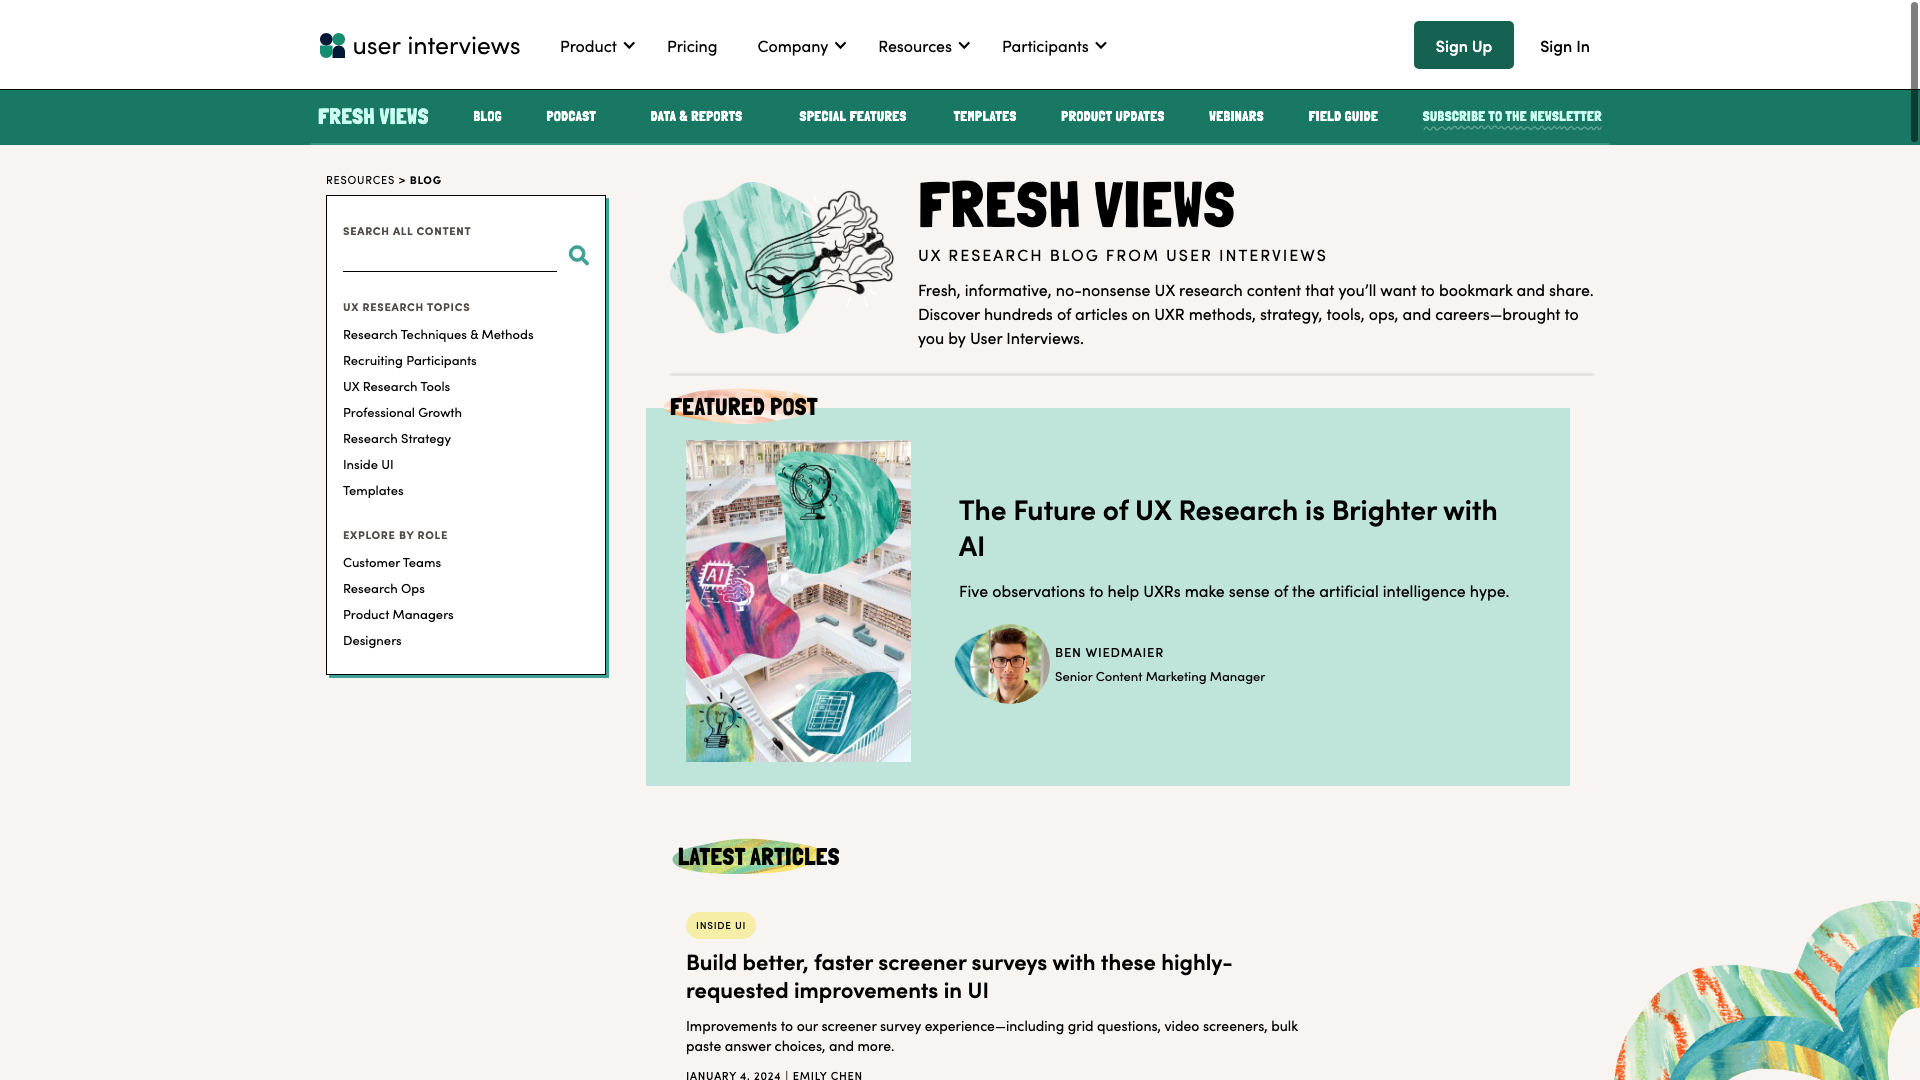 user interviews
Product
Pricing
Company
Resources
Participants
Sign Up
Sign In
FRESH VIEWS
BLOG
PODCAST
DATA & REPORTS
SPECIAL FEATURES
TEMPLATES
PRODUCT UPDATES
WEBINARS
FIELD GUIDE
SUBSCRIBE TO THE NEWSLETTER
RESOURCES > BLOG
SEARCH ALL CONTENT
UX RESEARCH TOPICS
Research Techniques & Methods
Recruiting Participants
UX Research Tools
Professional Growth
Research Strategy
Inside UI
Templates
EXPLORE BY ROLE
Customer Teams
Research Ops
Product Managers
Designers
FRESH VIEWS
UX RESEARCH BLOG FROM USER INTERVIEWS
Fresh, informative, no-nonsense UX research content that you’ll want to bookmark and share.
Discover hundreds of articles on UXR methods, strategy, tools, ops, and careers—brought to
you by User Interviews.
FEATURED POST
AI
The Future of UX Research is Brighter with
AI
Five observations to help UXRs make sense of the artificial intelligence hype.
BEN WIEDMAIER
Senior Content Marketing Manager
LATEST ARTICLES
INSIDE UI
Build better, faster screener surveys with these highly-
requested improvements in UI
Improvements to our screener survey experience—including grid questions, video screeners, bulk
paste answer choices, and more.
JANUARY 4, 2024 | EMILY CHEN